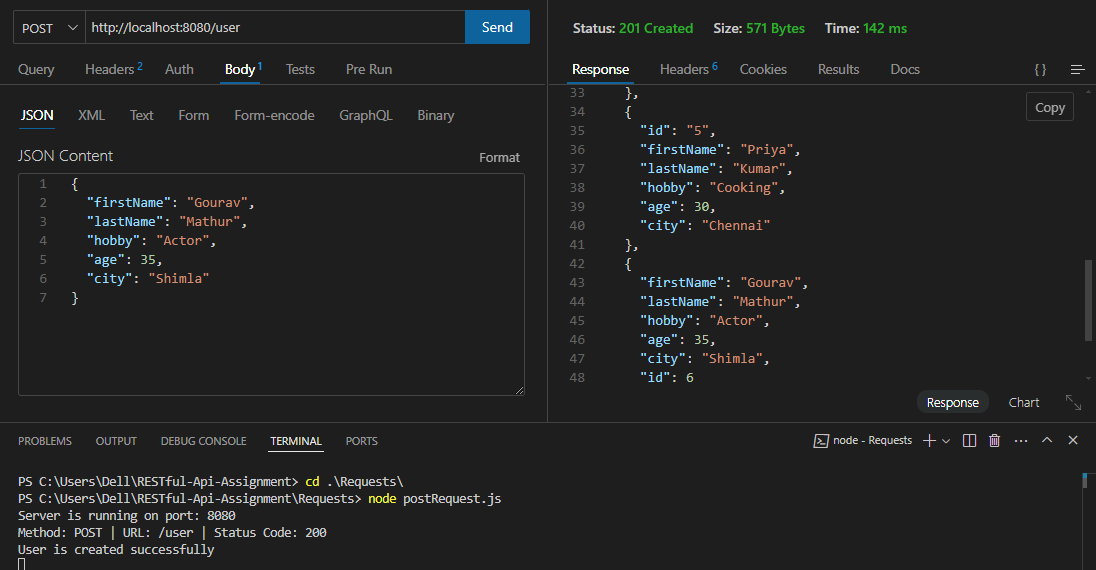 POST http://localhost:8080/user Send
Query Headers 2 Auth Body 1 Tests Pre Run
JSON XML Text Form Form-encode GraphQL Binary
JSON Content Format
1 {
2 "firstName": "Gourav",
3 "lastName": "Mathur",
4 "hobby": "Actor",
5 "age": 35,
6 "city": "Shimla"
7 }
Status: 201 Created Size: 571 Bytes Time: 142 ms
Response Headers 6 Cookies Results Docs { }
Copy
33 },
34 {
35 "id": "5",
36 "firstName": "Priya",
37 "lastName": "Kumar",
38 "hobby": "Cooking",
39 "age": 30,
40 "city": "Chennai"
41 },
42 {
43 "firstName": "Gourav",
44 "lastName": "Mathur",
45 "hobby": "Actor",
46 "age": 35,
47 "city": "Shimla",
48 "id": 6
Response Chart
PROBLEMS OUTPUT DEBUG CONSOLE TERMINAL PORTS node - Requests
PS C:\Users\Dell\RESTful-Api-Assignment> cd .\Requests\
PS C:\Users\Dell\RESTful-Api-Assignment\Requests> node postRequest.js
Server is running on port: 8080
Method: POST | URL: /user | Status Code: 200
User is created successfully